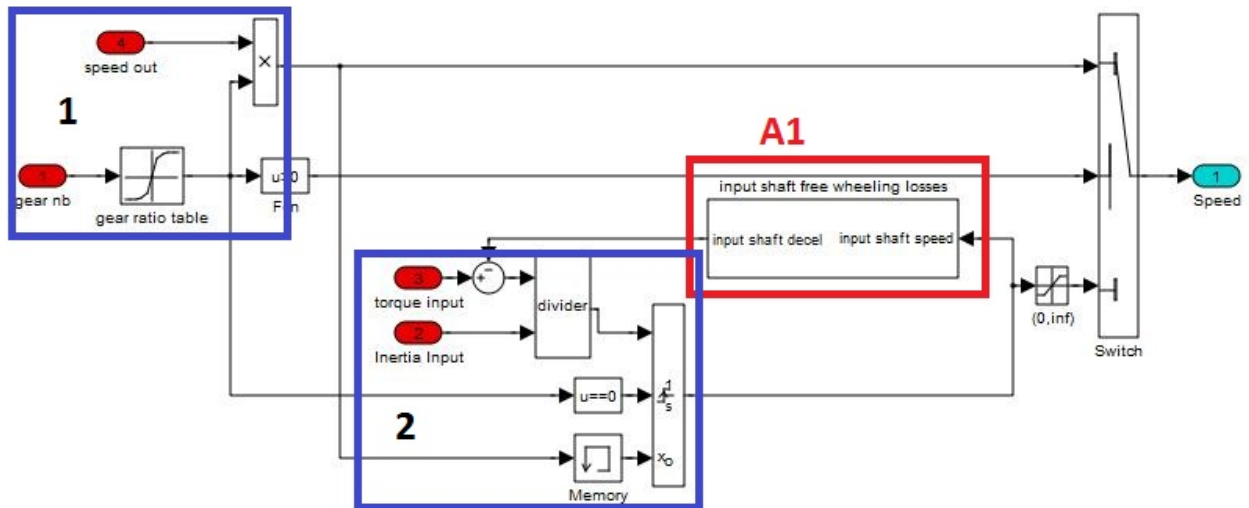 4
speed out
×
1
1
gear nb
gear ratio table
u>0
Fcn
A1
input shaft free wheeling losses
input shaft decel
input shaft speed
1
Speed
3
torque input
+
−
divider
2
Inertia Input
(0,inf)
Switch
u==0
1
s
2
xo
Memory